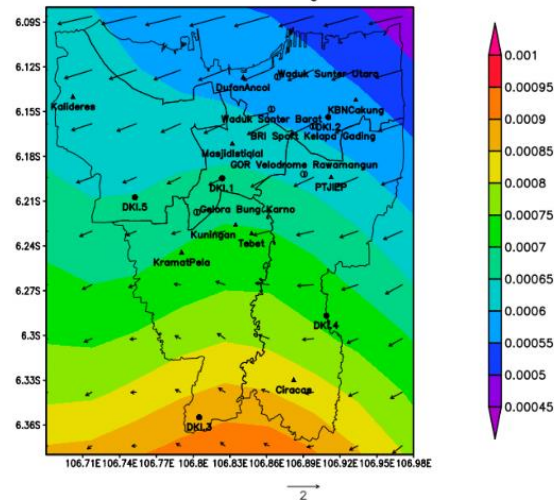 6.09S
6.12S
6.15S
6.18S
6.21S
6.24S
6.27S
6.3S
6.33S
6.36S
Waduk Sunter Utara
DufanAncol
Kalideres
KBNCakung
Waduk Sunter Barat
DKI.2
BRI Sport Kelapa Gading
MasjidIstiqlal
GOR Velodrome Rawamangun
DKI.1
PTJIEP
DKI.5
Gelora Bung Karno
Kuningan
Tebet
KramatPela
DKI.4
Ciracas
DKI.3
106.71E 106.74E 106.77E 106.8E 106.83E 106.86E 106.89E 106.92E 106.95E 106.98E
2
0.001
0.00095
0.0009
0.00085
0.0008
0.00075
0.0007
0.00065
0.0006
0.00055
0.0005
0.00045